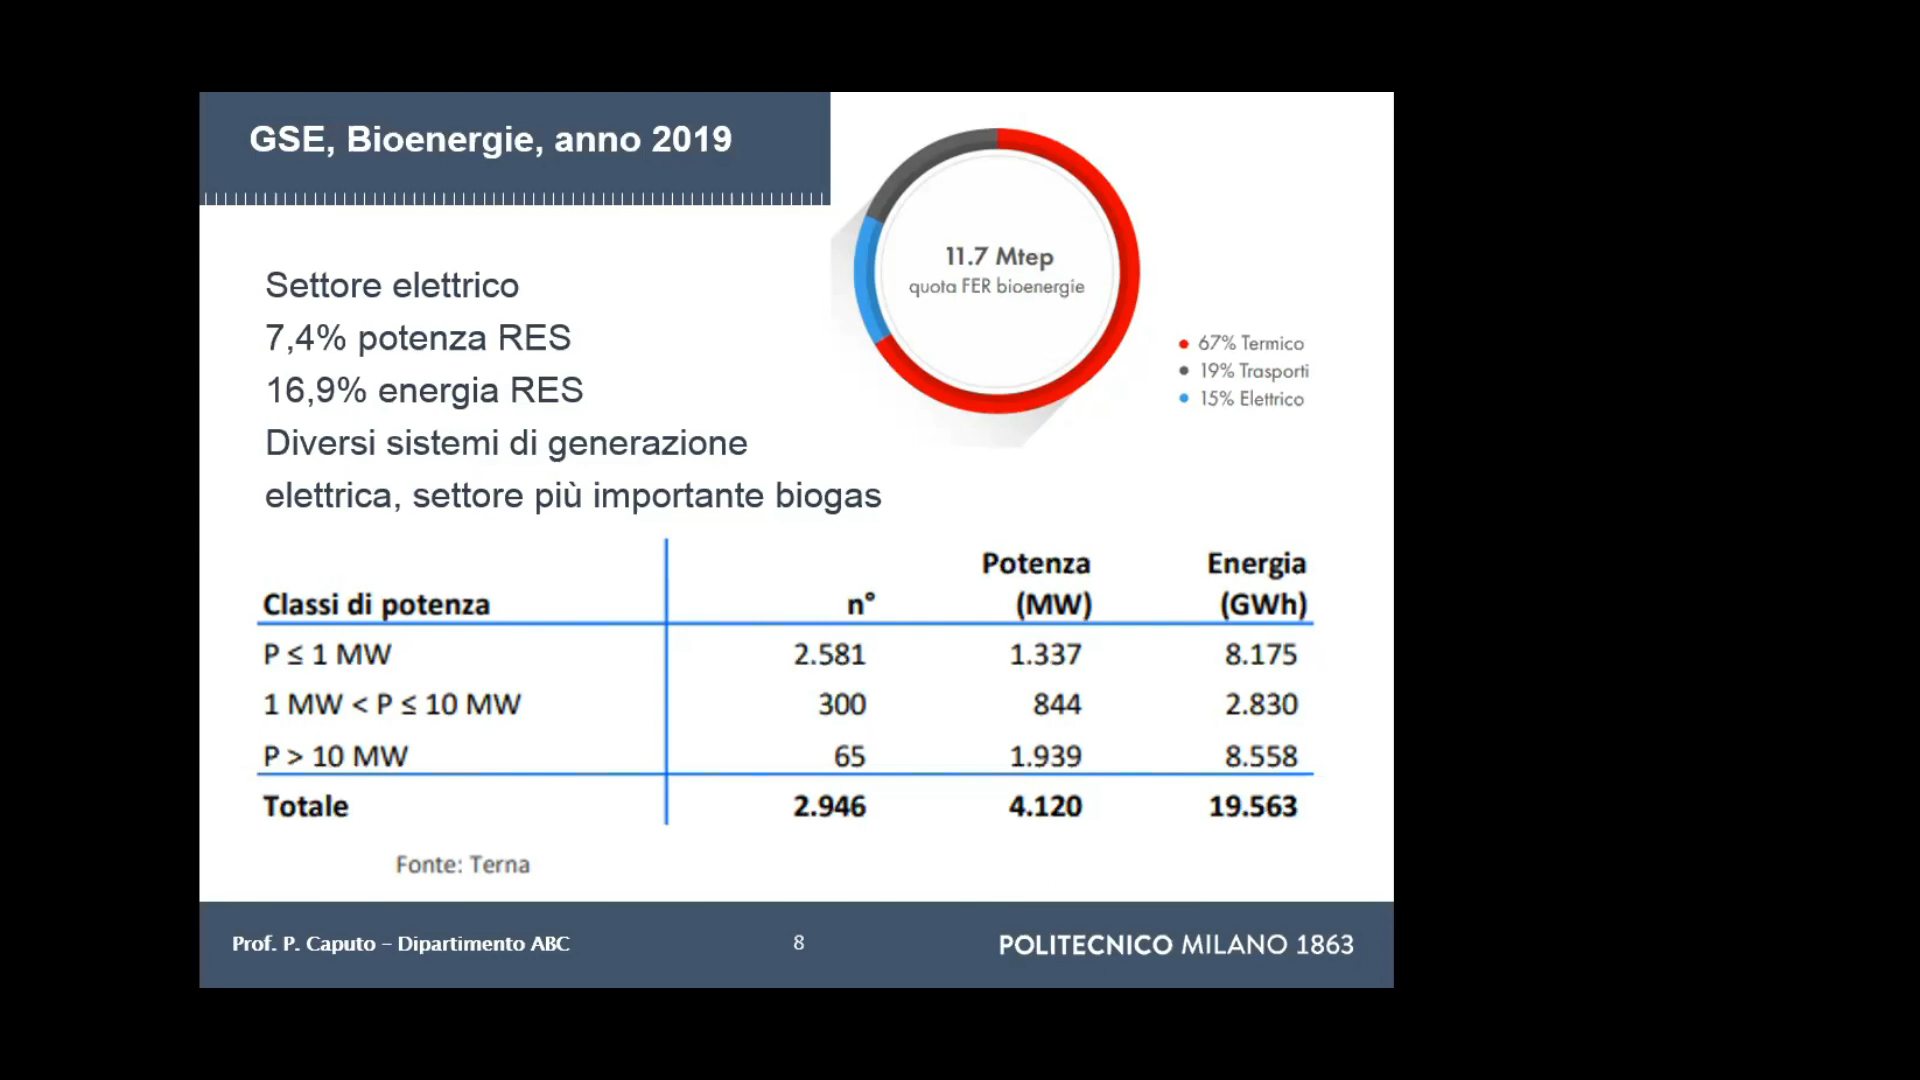 GSE, Bioenergie, anno 2019
11.7 Mtep
quota FER bioenergie
67% Termico
19% Trasporti
15% Elettrico
Settore elettrico
7,4% potenza RES
16,9% energia RES
Diversi sistemi di generazione
elettrica, settore più importante biogas
Classi di potenza n° Potenza (MW) Energia (GWh)
P ≤ 1 MW 2.581 1.337 8.175
1 MW < P ≤ 10 MW 300 844 2.830
P > 10 MW 65 1.939 8.558
Totale 2.946 4.120 19.563
Fonte: Terna
Prof. P. Caputo – Dipartimento ABC 8 POLITECNICO MILANO 1863